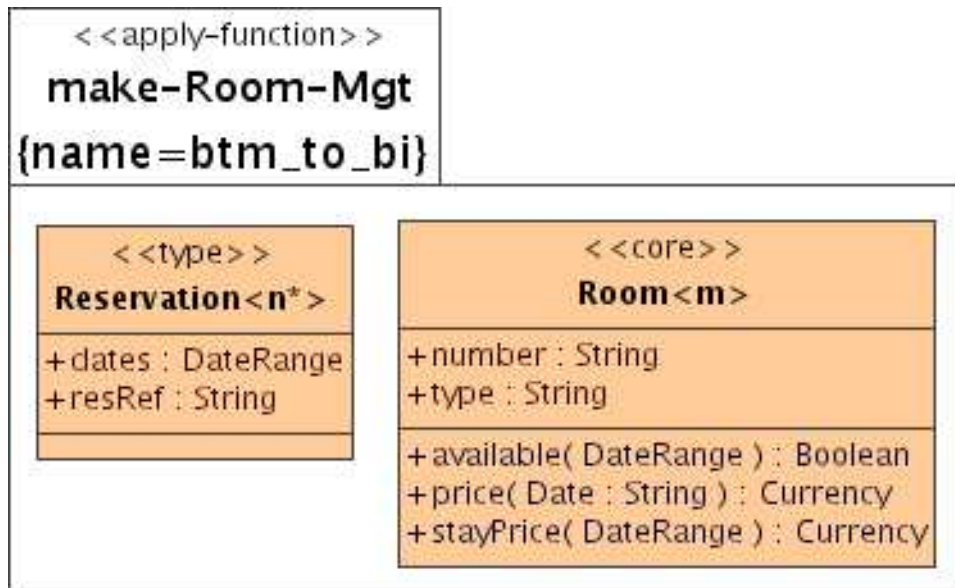 <<apply-function>>
make-Room-Mgt
{name=btm_to_bi}
<<type>>
Reservation<n*>
+dates : DateRange
+resRef : String
<<core>>
Room<m>
+number : String
+type : String
+available( DateRange ) : Boolean
+price( Date : String ) : Currency
+stayPrice( DateRange ) : Currency